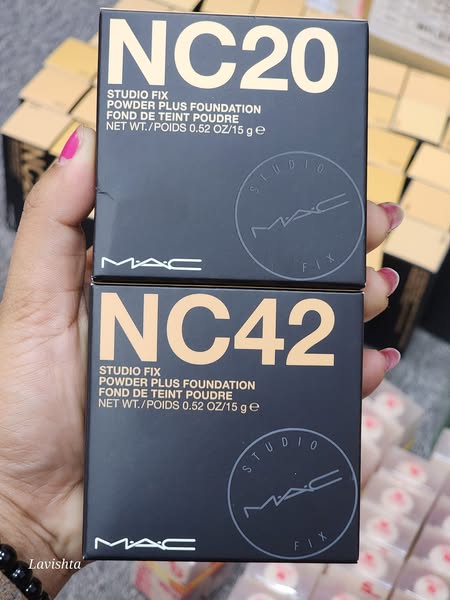 NC20
STUDIO FIX
POWDER PLUS FOUNDATION
FOND DE TEINT POUDRE
NET WT./POIDS 0.52 OZ/15 g ℮
STUDIO
M·A·C
FIX
M·A·C
NC42
STUDIO FIX
POWDER PLUS FOUNDATION
FOND DE TEINT POUDRE
NET WT./POIDS 0.52 OZ/15 g ℮
STUDIO
M·A·C
FIX
M·A·C
Lavishta